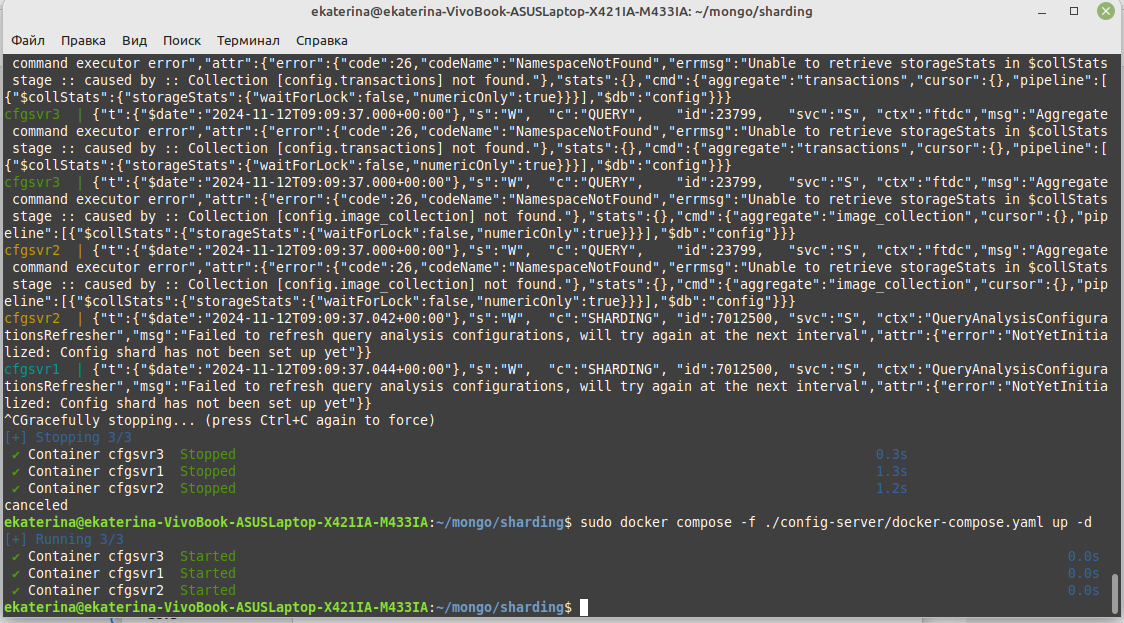 ekaterina@ekaterina-VivoBook-ASUSLaptop-X421IA-M433IA: ~/mongo/sharding
Файл Правка Вид Поиск Терминал Справка
 command executor error","attr":{"error":{"code":26,"codeName":"NamespaceNotFound","errmsg":"Unable to retrieve storageStats in $collStats
 stage :: caused by :: Collection [config.transactions] not found."},"stats":{},"cmd":{"aggregate":"transactions","cursor":{},"pipeline":[
{"$collStats":{"storageStats":{"waitForLock":false,"numericOnly":true}}}],"$db":"config"}}}
cfgsvr3  | {"t":{"$date":"2024-11-12T09:09:37.000+00:00"},"s":"W",  "c":"QUERY",    "id":23799,   "svc":"S", "ctx":"ftdc","msg":"Aggregate
 command executor error","attr":{"error":{"code":26,"codeName":"NamespaceNotFound","errmsg":"Unable to retrieve storageStats in $collStats
 stage :: caused by :: Collection [config.transactions] not found."},"stats":{},"cmd":{"aggregate":"transactions","cursor":{},"pipeline":[
{"$collStats":{"storageStats":{"waitForLock":false,"numericOnly":true}}}],"$db":"config"}}}
cfgsvr3  | {"t":{"$date":"2024-11-12T09:09:37.000+00:00"},"s":"W",  "c":"QUERY",    "id":23799,   "svc":"S", "ctx":"ftdc","msg":"Aggregate
 command executor error","attr":{"error":{"code":26,"codeName":"NamespaceNotFound","errmsg":"Unable to retrieve storageStats in $collStats
 stage :: caused by :: Collection [config.image_collection] not found."},"stats":{},"cmd":{"aggregate":"image_collection","cursor":{},"pip
eline":[{"$collStats":{"storageStats":{"waitForLock":false,"numericOnly":true}}}],"$db":"config"}}}
cfgsvr2  | {"t":{"$date":"2024-11-12T09:09:37.000+00:00"},"s":"W",  "c":"QUERY",    "id":23799,   "svc":"S", "ctx":"ftdc","msg":"Aggregate
 command executor error","attr":{"error":{"code":26,"codeName":"NamespaceNotFound","errmsg":"Unable to retrieve storageStats in $collStats
 stage :: caused by :: Collection [config.image_collection] not found."},"stats":{},"cmd":{"aggregate":"image_collection","cursor":{},"pip
eline":[{"$collStats":{"storageStats":{"waitForLock":false,"numericOnly":true}}}],"$db":"config"}}}
cfgsvr2  | {"t":{"$date":"2024-11-12T09:09:37.042+00:00"},"s":"W",  "c":"SHARDING", "id":7012500, "svc":"S", "ctx":"QueryAnalysisConfigura
tionsRefresher","msg":"Failed to refresh query analysis configurations, will try again at the next interval","attr":{"error":"NotYetInitia
lized: Config shard has not been set up yet"}}
cfgsvr1  | {"t":{"$date":"2024-11-12T09:09:37.044+00:00"},"s":"W",  "c":"SHARDING", "id":7012500, "svc":"S", "ctx":"QueryAnalysisConfigura
tionsRefresher","msg":"Failed to refresh query analysis configurations, will try again at the next interval","attr":{"error":"NotYetInitia
lized: Config shard has not been set up yet"}}
^CGracefully stopping... (press Ctrl+C again to force)
[+] Stopping 3/3
 ✔ Container cfgsvr3  Stopped 0.3s
 ✔ Container cfgsvr1  Stopped 1.3s
 ✔ Container cfgsvr2  Stopped 1.2s
canceled
ekaterina@ekaterina-VivoBook-ASUSLaptop-X421IA-M433IA:~/mongo/sharding$ sudo docker compose -f ./config-server/docker-compose.yaml up -d
[+] Running 3/3
 ✔ Container cfgsvr3  Started 0.0s
 ✔ Container cfgsvr1  Started 0.0s
 ✔ Container cfgsvr2  Started 0.0s
ekaterina@ekaterina-VivoBook-ASUSLaptop-X421IA-M433IA:~/mongo/sharding$